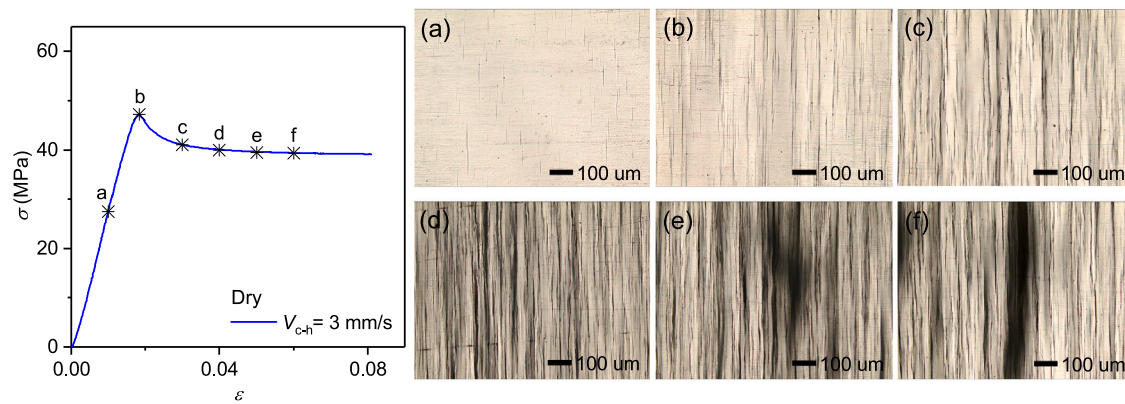 60
40
20
0
0.00
0.04
0.08
σ (MPa)
ε
a
b
c
d
e
f
Dry
V_c-h = 3 mm/s
(a)
100 um
(b)
100 um
(c)
100 um
(d)
100 um
(e)
100 um
(f)
100 um